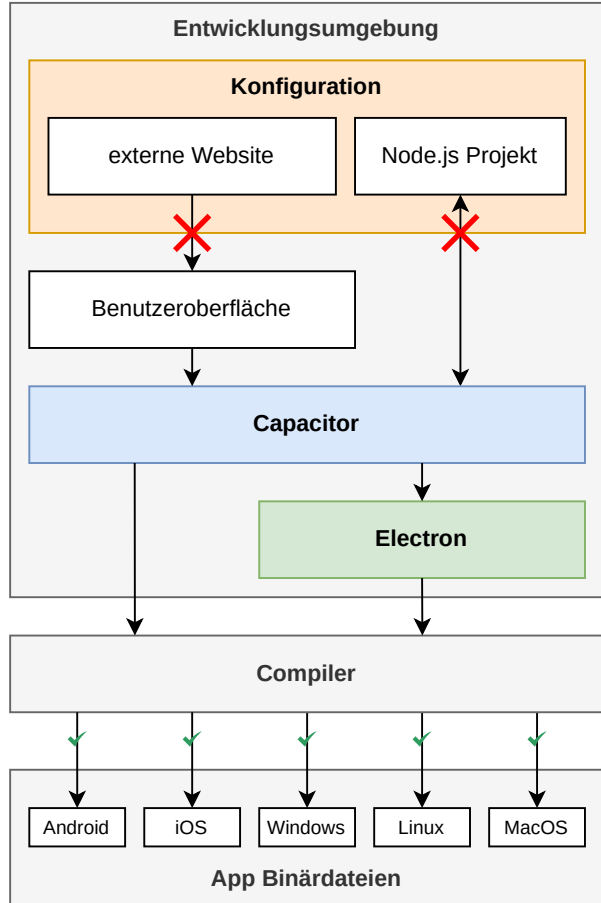 Entwicklungsumgebung
Konfiguration
externe Website
Node.js Projekt
Benutzeroberfläche
Capacitor
Electron
Compiler
Android
iOS
Windows
Linux
MacOS
App Binärdateien